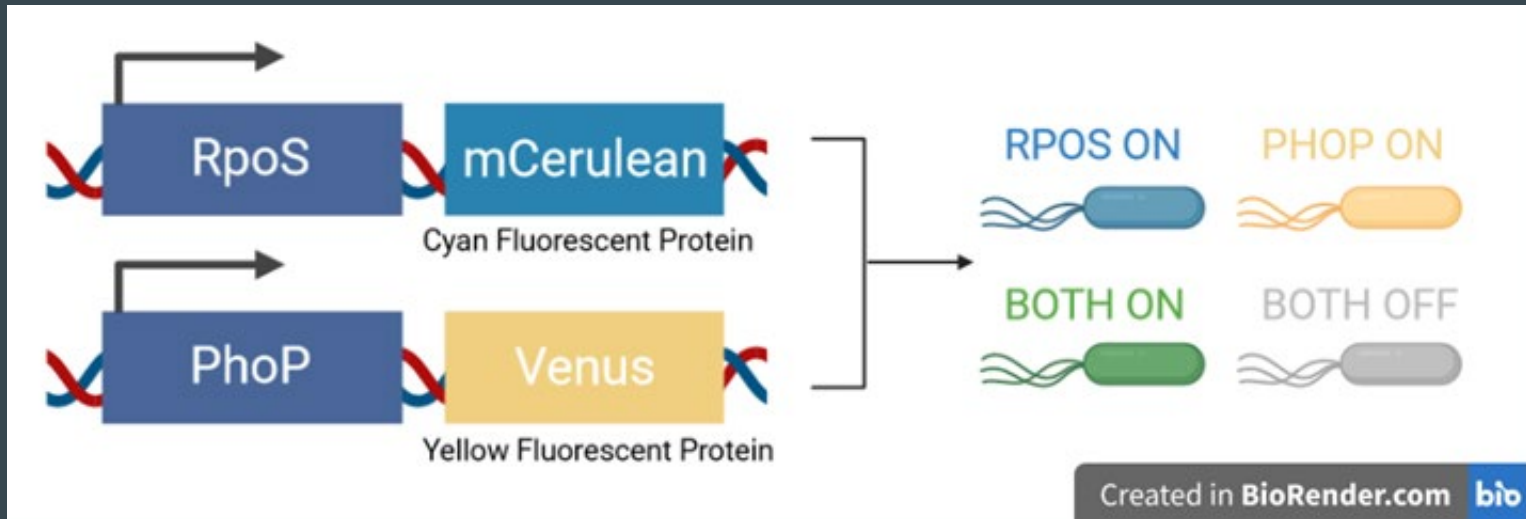 RpoS
mCerulean
Cyan Fluorescent Protein
PhoP
Venus
Yellow Fluorescent Protein
RPOS ON
PHOP ON
BOTH ON
BOTH OFF
Created in BioRender.com bio